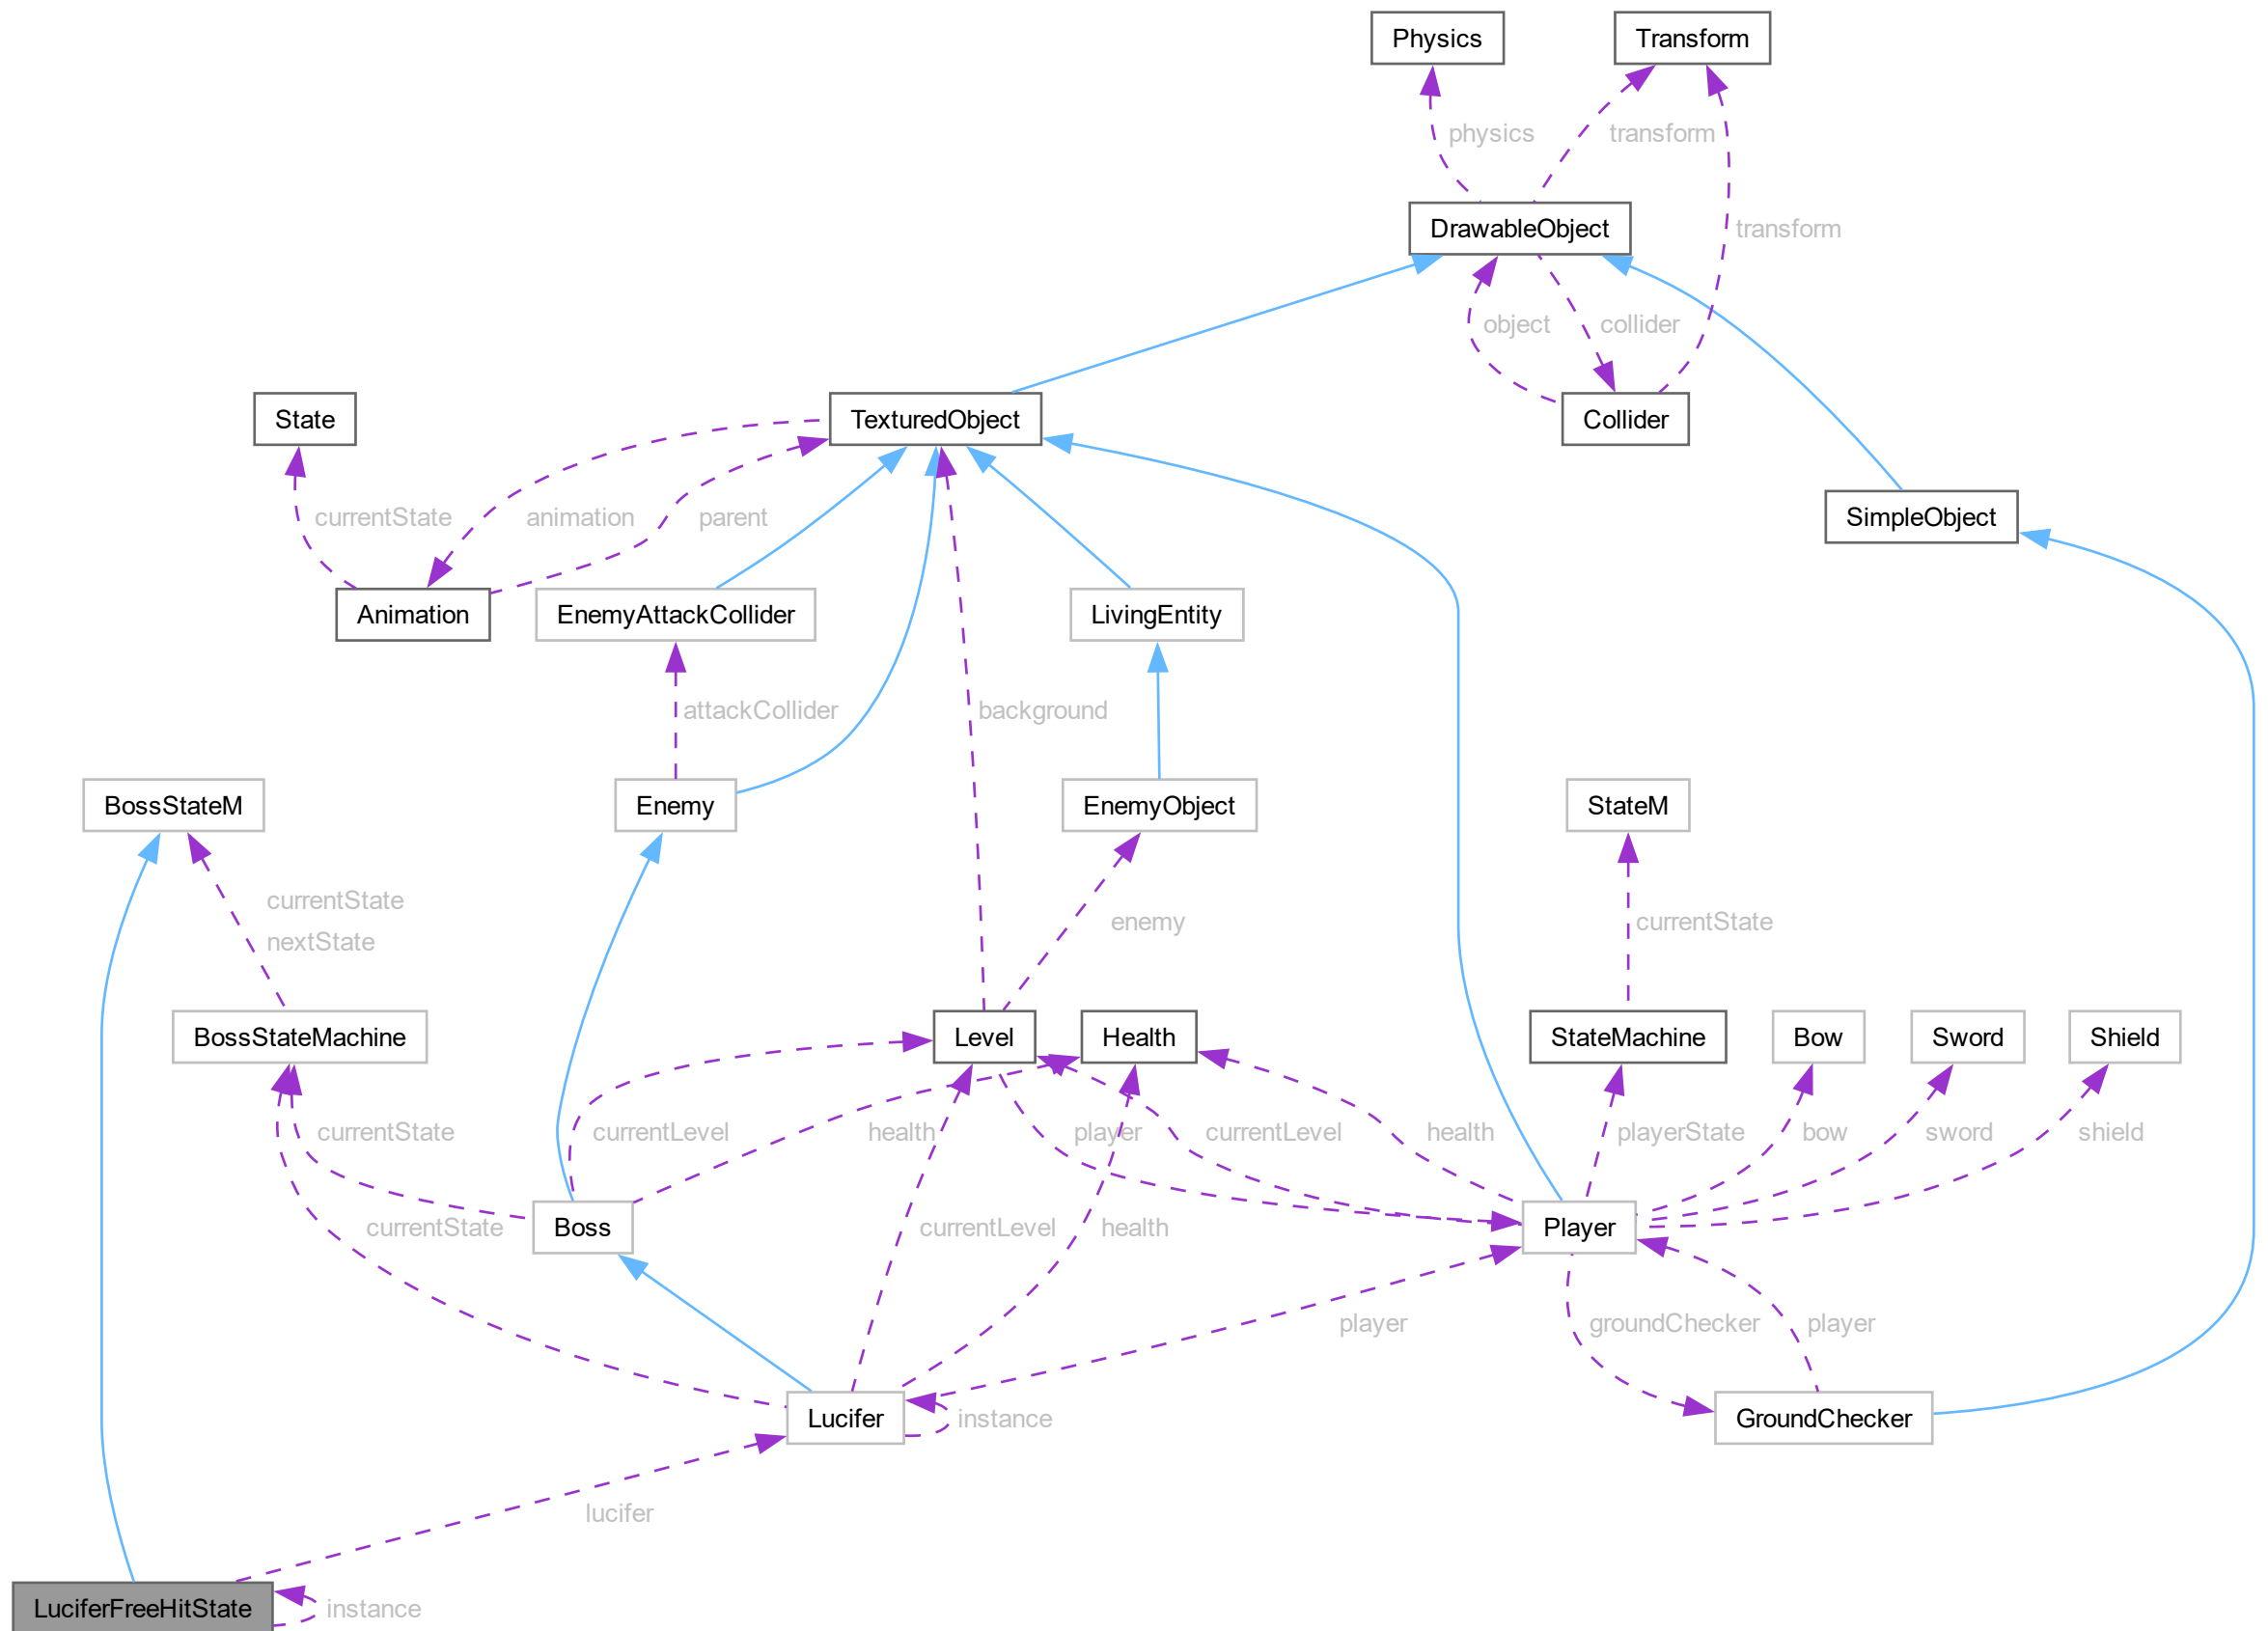 Physics
Transform
physics
transform
DrawableObject
transform
object
collider
State
TexturedObject
Collider
currentState
animation
parent
SimpleObject
Animation
EnemyAttackCollider
LivingEntity
attackCollider
background
BossStateM
Enemy
EnemyObject
StateM
currentState
nextState
enemy
currentState
BossStateMachine
Level
Health
StateMachine
Bow
Sword
Shield
currentState
currentLevel
health
player
currentLevel
health
playerState
bow
sword
shield
currentState
Boss
currentLevel
health
Player
player
groundChecker
player
Lucifer
instance
GroundChecker
lucifer
LuciferFreeHitState
instance